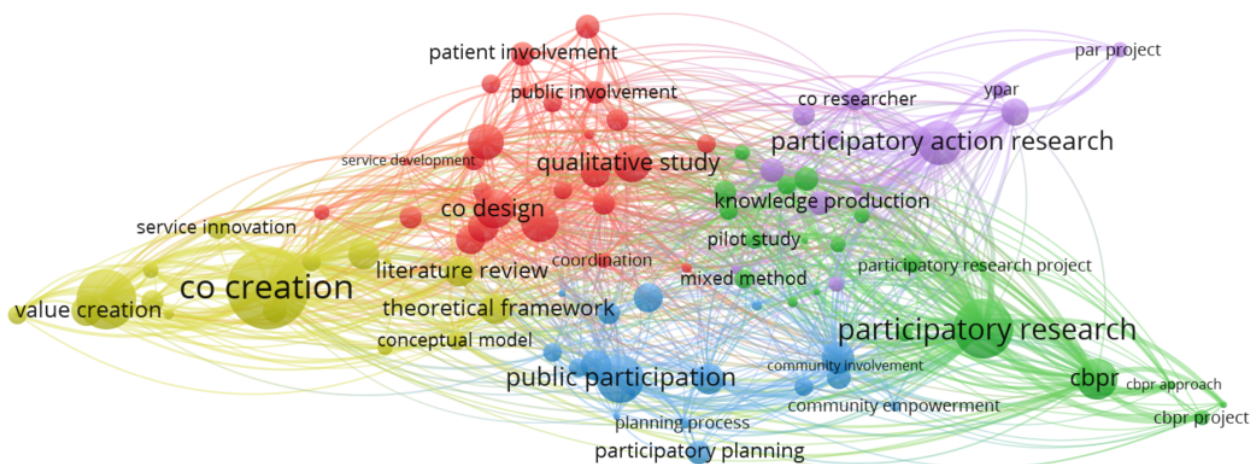 par project
patient involvement
ypar
public involvement
co researcher
participatory action research
service development
qualitative study
knowledge production
co design
service innovation
pilot study
coordination
participatory research project
literature review
mixed method
co creation
value creation
theoretical framework
participatory research
conceptual model
community involvement
public participation
cbpr
cbpr approach
community empowerment
cbpr project
planning process
participatory planning